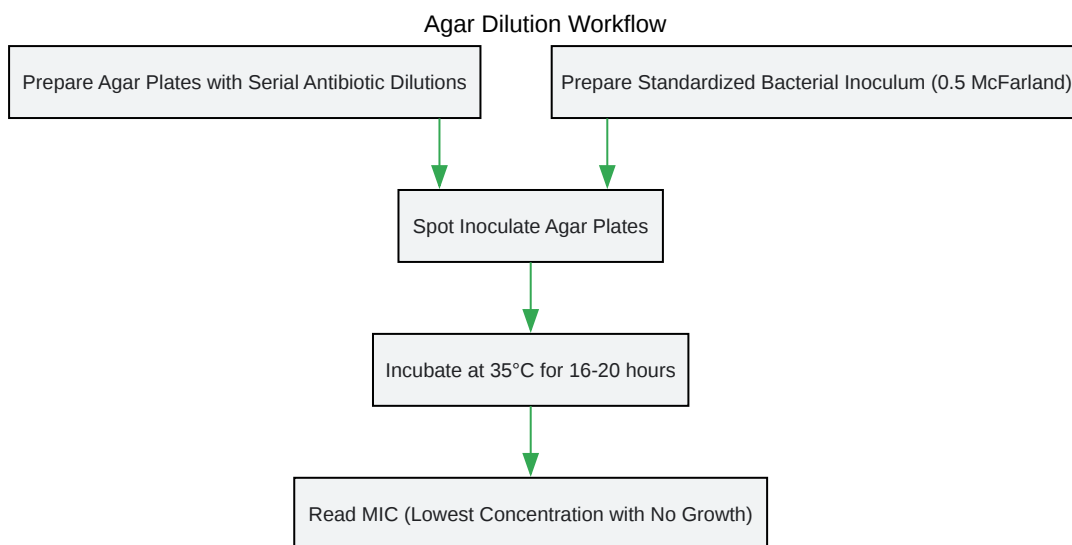 Agar Dilution Workflow
Prepare Agar Plates with Serial Antibiotic Dilutions
Prepare Standardized Bacterial Inoculum (0.5 McFarland)
Spot Inoculate Agar Plates
Incubate at 35°C for 16-20 hours
Read MIC (Lowest Concentration with No Growth)